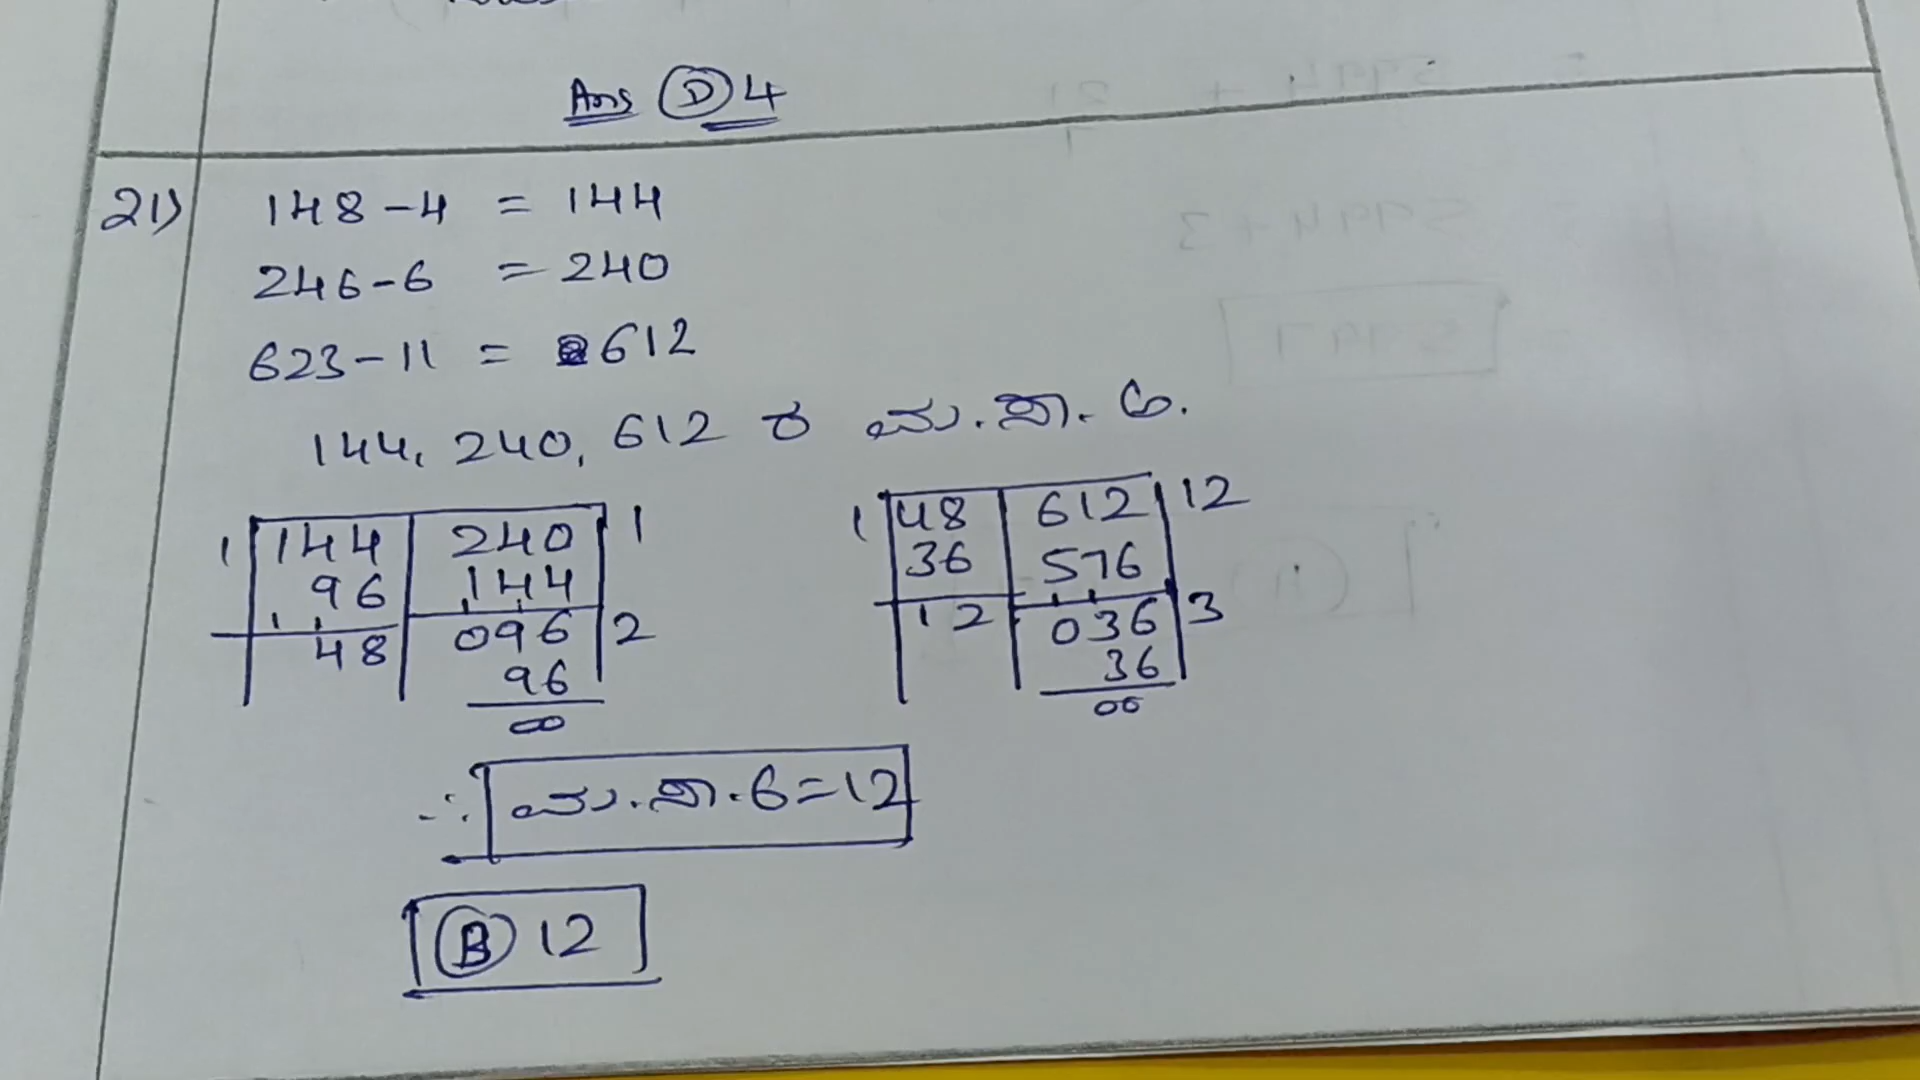 Ans (D) 4
21) 148-4 = 144
246-6 = 240
623-11 = 612
144, 240, 612 ರ ಮ.ಸಾ.ಅ.
1 144 240 1
96 144
48 096 2
96
00
1 48 612 12
36 576
12 036 3
36
00
∴ ಮ.ಸಾ.ಅ=12
(B) 12